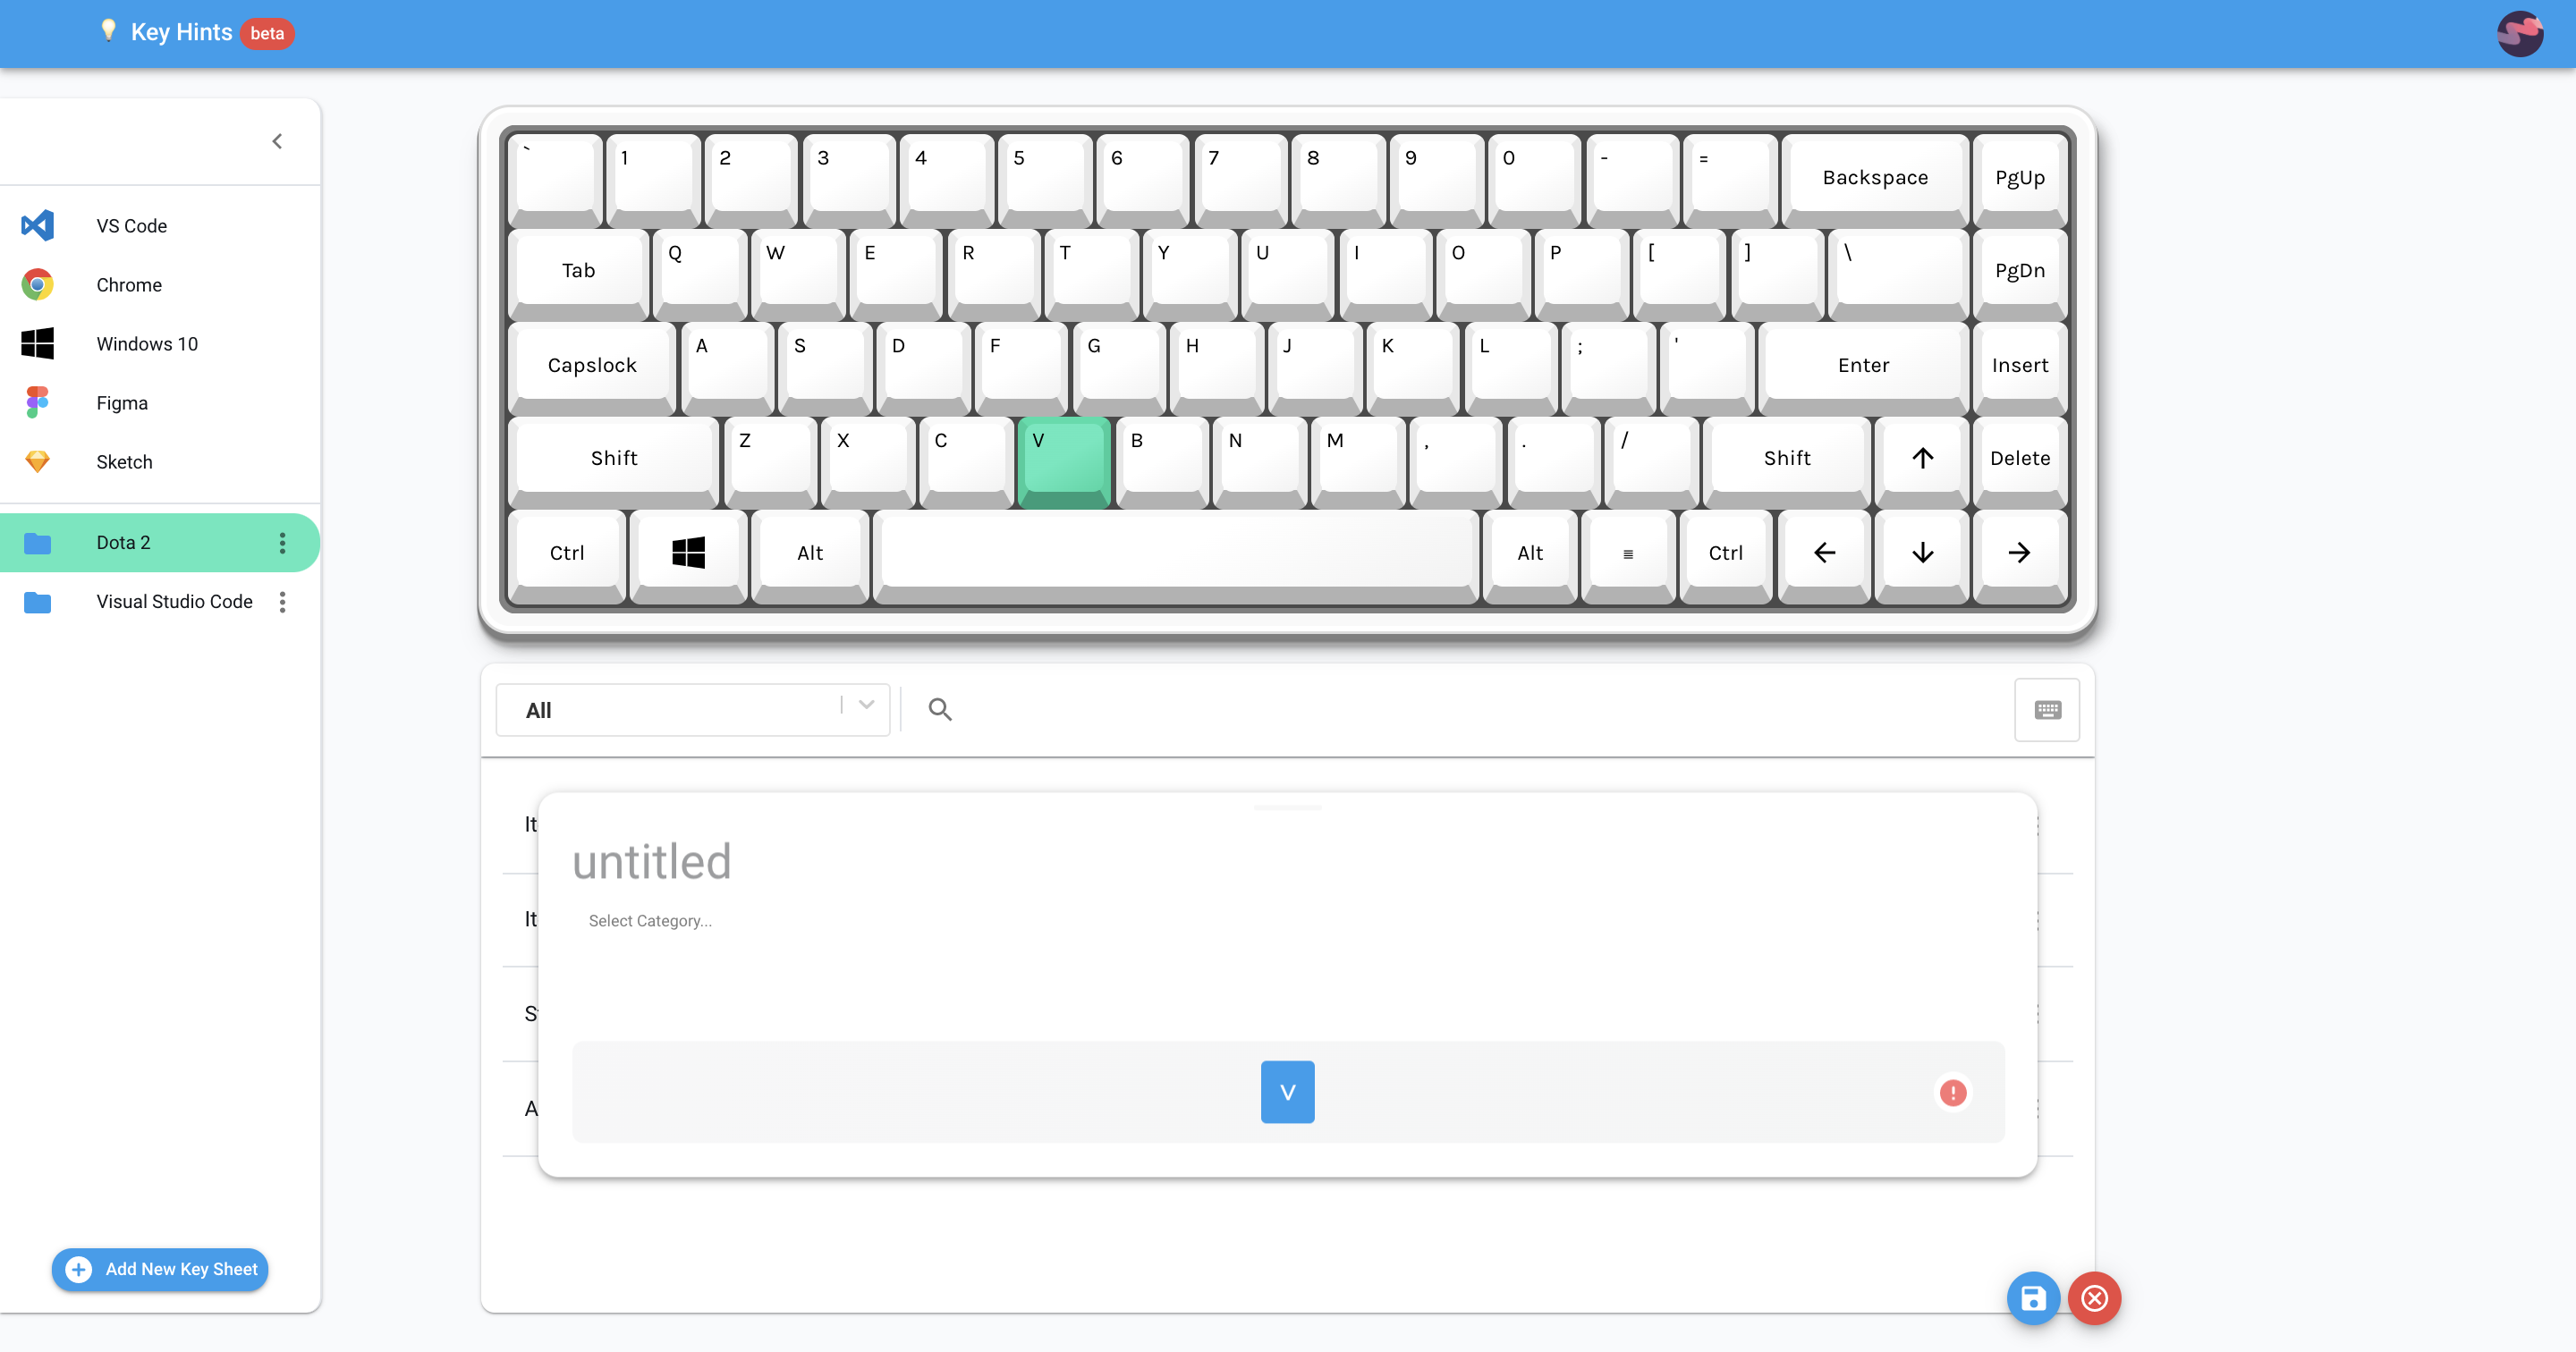 Key Hints beta
VS Code
Chrome
Windows 10
Figma
Sketch
Dota 2
Visual Studio Code
Add New Key Sheet
` 1 2 3 4 5 6 7 8 9 0 - = Backspace PgUp
Tab Q W E R T Y U I O P [ ] \ PgDn
Capslock A S D F G H J K L ; ' Enter Insert
Shift Z X C V B N M , . / Shift ↑ Delete
Ctrl Alt Alt ≡ Ctrl ← ↓ →
All
It
untitled
It
Select Category...
S
V
A